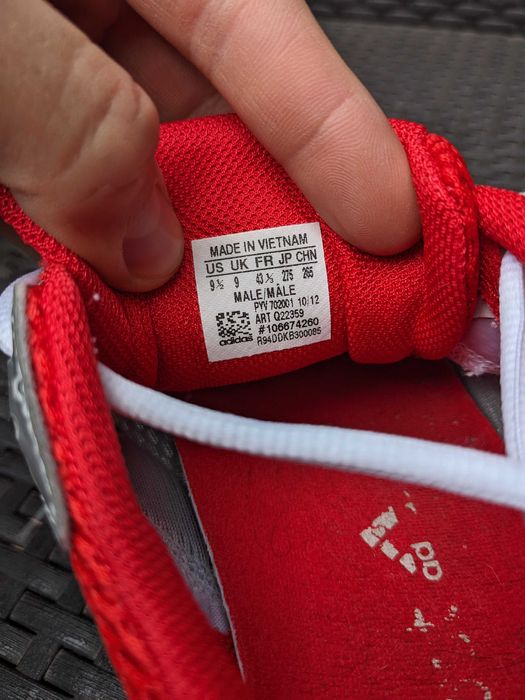 MADE IN VIETNAM
US UK FR JP CHN
9½ 9 43⅓ 275 265
MALE/MÂLE
PYV 702001 10/12
ART Q22359
#106674260
adidas R94DDKB300085